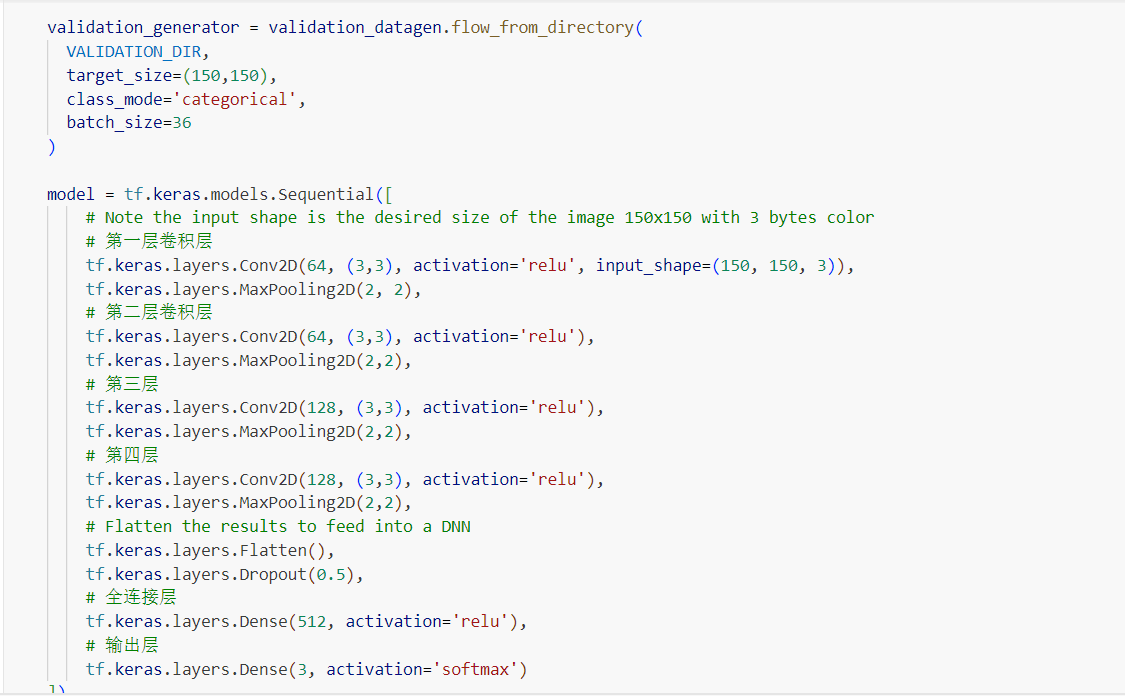 validation_generator = validation_datagen.flow_from_directory(
  VALIDATION_DIR,
  target_size=(150,150),
  class_mode='categorical',
  batch_size=36
)
model = tf.keras.models.Sequential([
    # Note the input shape is the desired size of the image 150x150 with 3 bytes color
    # 第一层卷积层
    tf.keras.layers.Conv2D(64, (3,3), activation='relu', input_shape=(150, 150, 3)),
    tf.keras.layers.MaxPooling2D(2, 2),
    # 第二层卷积层
    tf.keras.layers.Conv2D(64, (3,3), activation='relu'),
    tf.keras.layers.MaxPooling2D(2,2),
    # 第三层
    tf.keras.layers.Conv2D(128, (3,3), activation='relu'),
    tf.keras.layers.MaxPooling2D(2,2),
    # 第四层
    tf.keras.layers.Conv2D(128, (3,3), activation='relu'),
    tf.keras.layers.MaxPooling2D(2,2),
    # Flatten the results to feed into a DNN
    tf.keras.layers.Flatten(),
    tf.keras.layers.Dropout(0.5),
    # 全连接层
    tf.keras.layers.Dense(512, activation='relu'),
    # 输出层
    tf.keras.layers.Dense(3, activation='softmax')
])